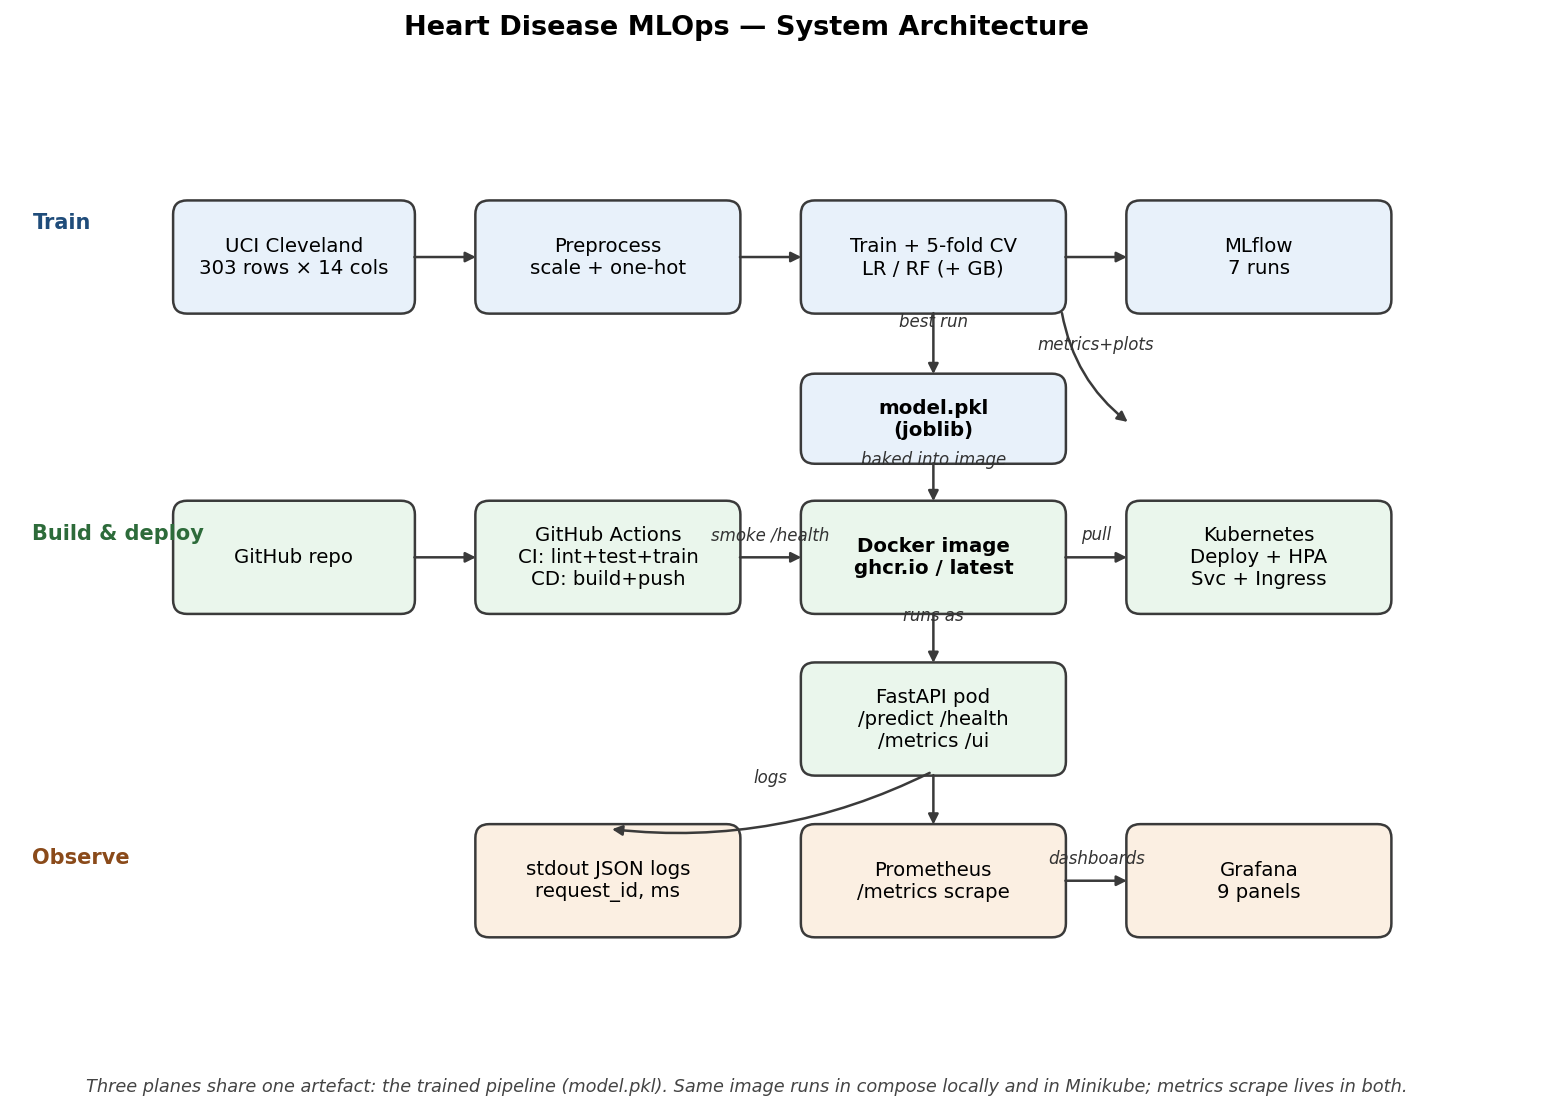 Heart Disease MLOps — System Architecture
Train
UCI Cleveland
303 rows × 14 cols
Preprocess
scale + one-hot
Train + 5-fold CV
LR / RF (+ GB)
MLflow
7 runs
best run
metrics+plots
model.pkl
(joblib)
baked into image
Build & deploy
GitHub repo
GitHub Actions
CI: lint+test+train
CD: build+push
smoke /health
Docker image
ghcr.io / latest
pull
Kubernetes
Deploy + HPA
Svc + Ingress
runs as
FastAPI pod
/predict /health
/metrics /ui
logs
Observe
stdout JSON logs
request_id, ms
Prometheus
/metrics scrape
dashboards
Grafana
9 panels
Three planes share one artefact: the trained pipeline (model.pkl). Same image runs in compose locally and in Minikube; metrics scrape lives in both.